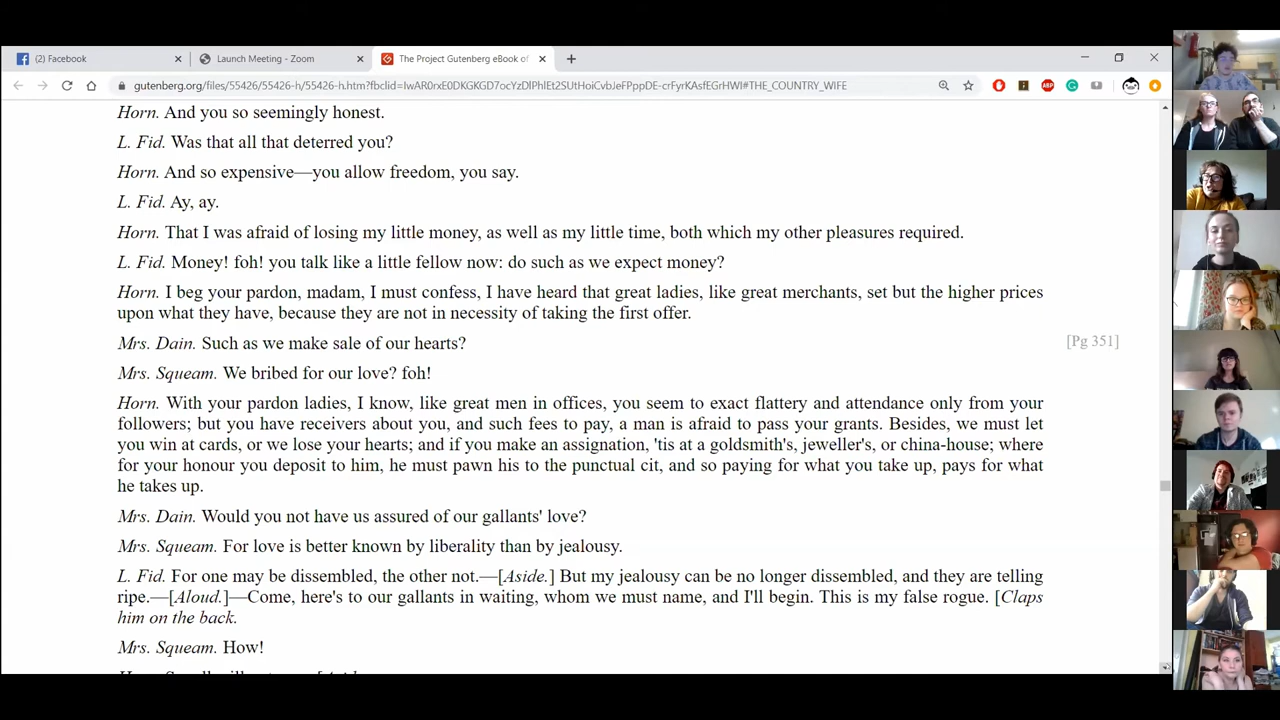 (2) Facebook
Launch Meeting - Zoom
The Project Gutenberg eBook of
gutenberg.org/files/55426-h/55426-h.htm?fbclid=IwAR0rxE0DKGKGD7ocYzDlPhlEt2SUtHoiCvbJeFPppDE-crFyrKAsfEGrHWI#THE_COUNTRY_WIFE
ABP
Horn. And you so seemingly honest.
L. Fid. Was that all that deterred you?
Horn. And so expensive—you allow freedom, you say.
L. Fid. Ay, ay.
Horn. That I was afraid of losing my little money, as well as my little time, both which my other pleasures required.
L. Fid. Money! foh! you talk like a little fellow now: do such as we expect money?
Horn. I beg your pardon, madam, I must confess, I have heard that great ladies, like great merchants, set but the higher prices
upon what they have, because they are not in necessity of taking the first offer.
Mrs. Dain. Such as we make sale of our hearts?
[Pg 351]
Mrs. Squeam. We bribed for our love? foh!
Horn. With your pardon ladies, I know, like great men in offices, you seem to exact flattery and attendance only from your
followers; but you have receivers about you, and such fees to pay, a man is afraid to pass your grants. Besides, we must let
you win at cards, or we lose your hearts; and if you make an assignation, 'tis at a goldsmith's, jeweller's, or china-house; where
for your honour you deposit to him, he must pawn his to the punctual cit, and so paying for what you take up, pays for what
he takes up.
Mrs. Dain. Would you not have us assured of our gallants' love?
Mrs. Squeam. For love is better known by liberality than by jealousy.
L. Fid. For one may be dissembled, the other not.—[Aside.] But my jealousy can be no longer dissembled, and they are telling
ripe.—[Aloud.]—Come, here's to our gallants in waiting, whom we must name, and I'll begin. This is my false rogue. [Claps
him on the back.
Mrs. Squeam. How!